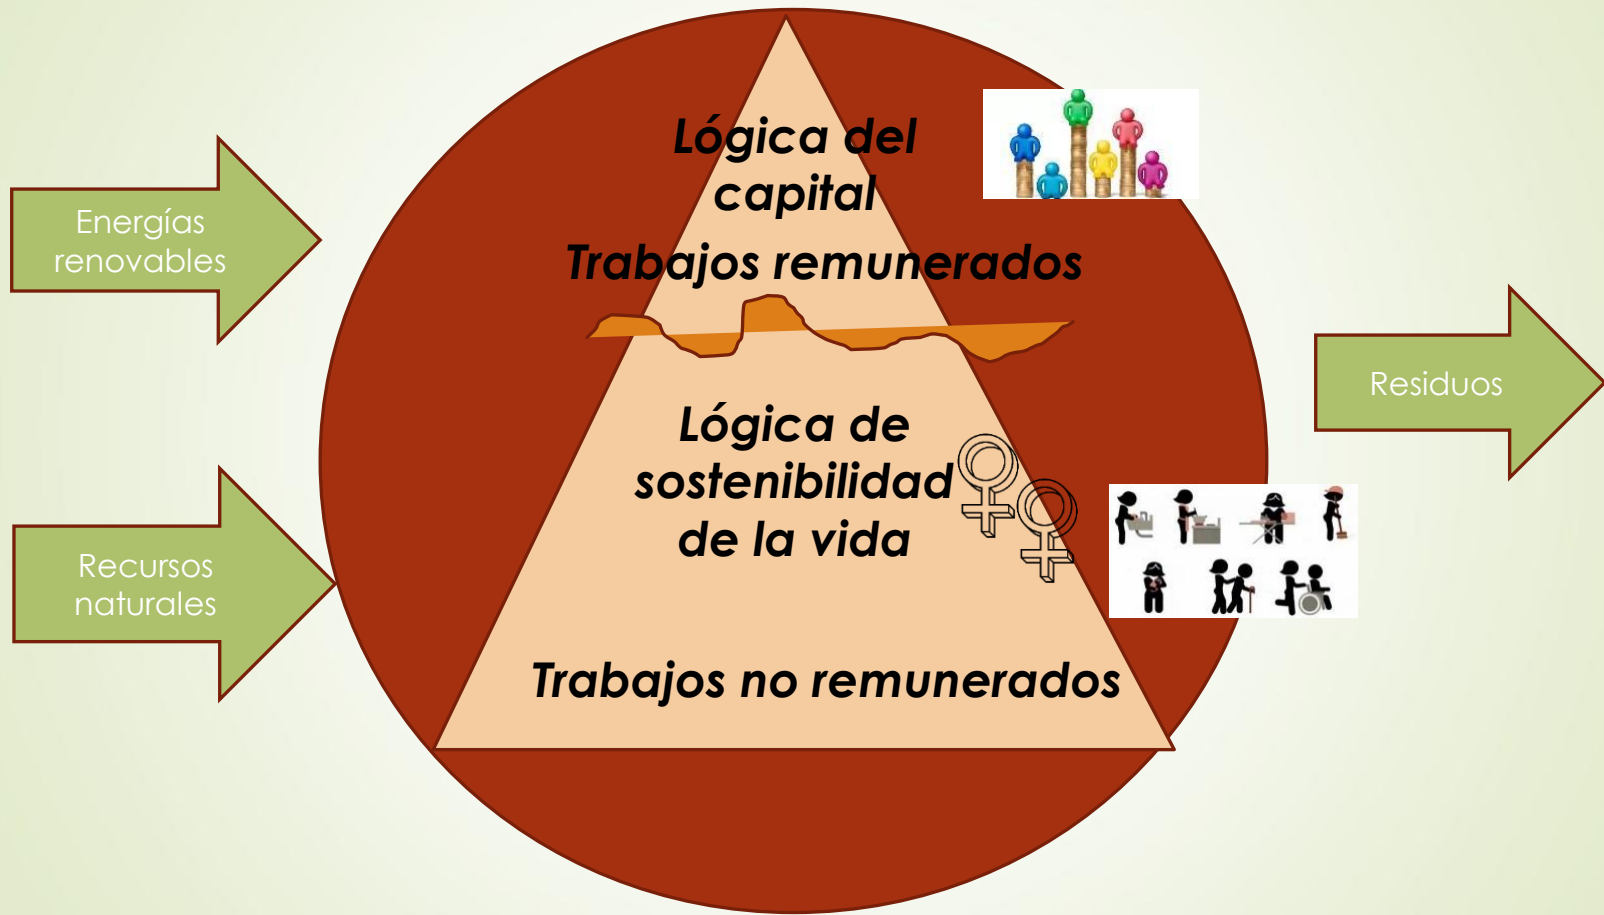 Lógica del
capital
Trabajos remunerados
Energías
renovables
Residuos
Lógica de
sostenibilidad
de la vida
Recursos
naturales
Trabajos no remunerados